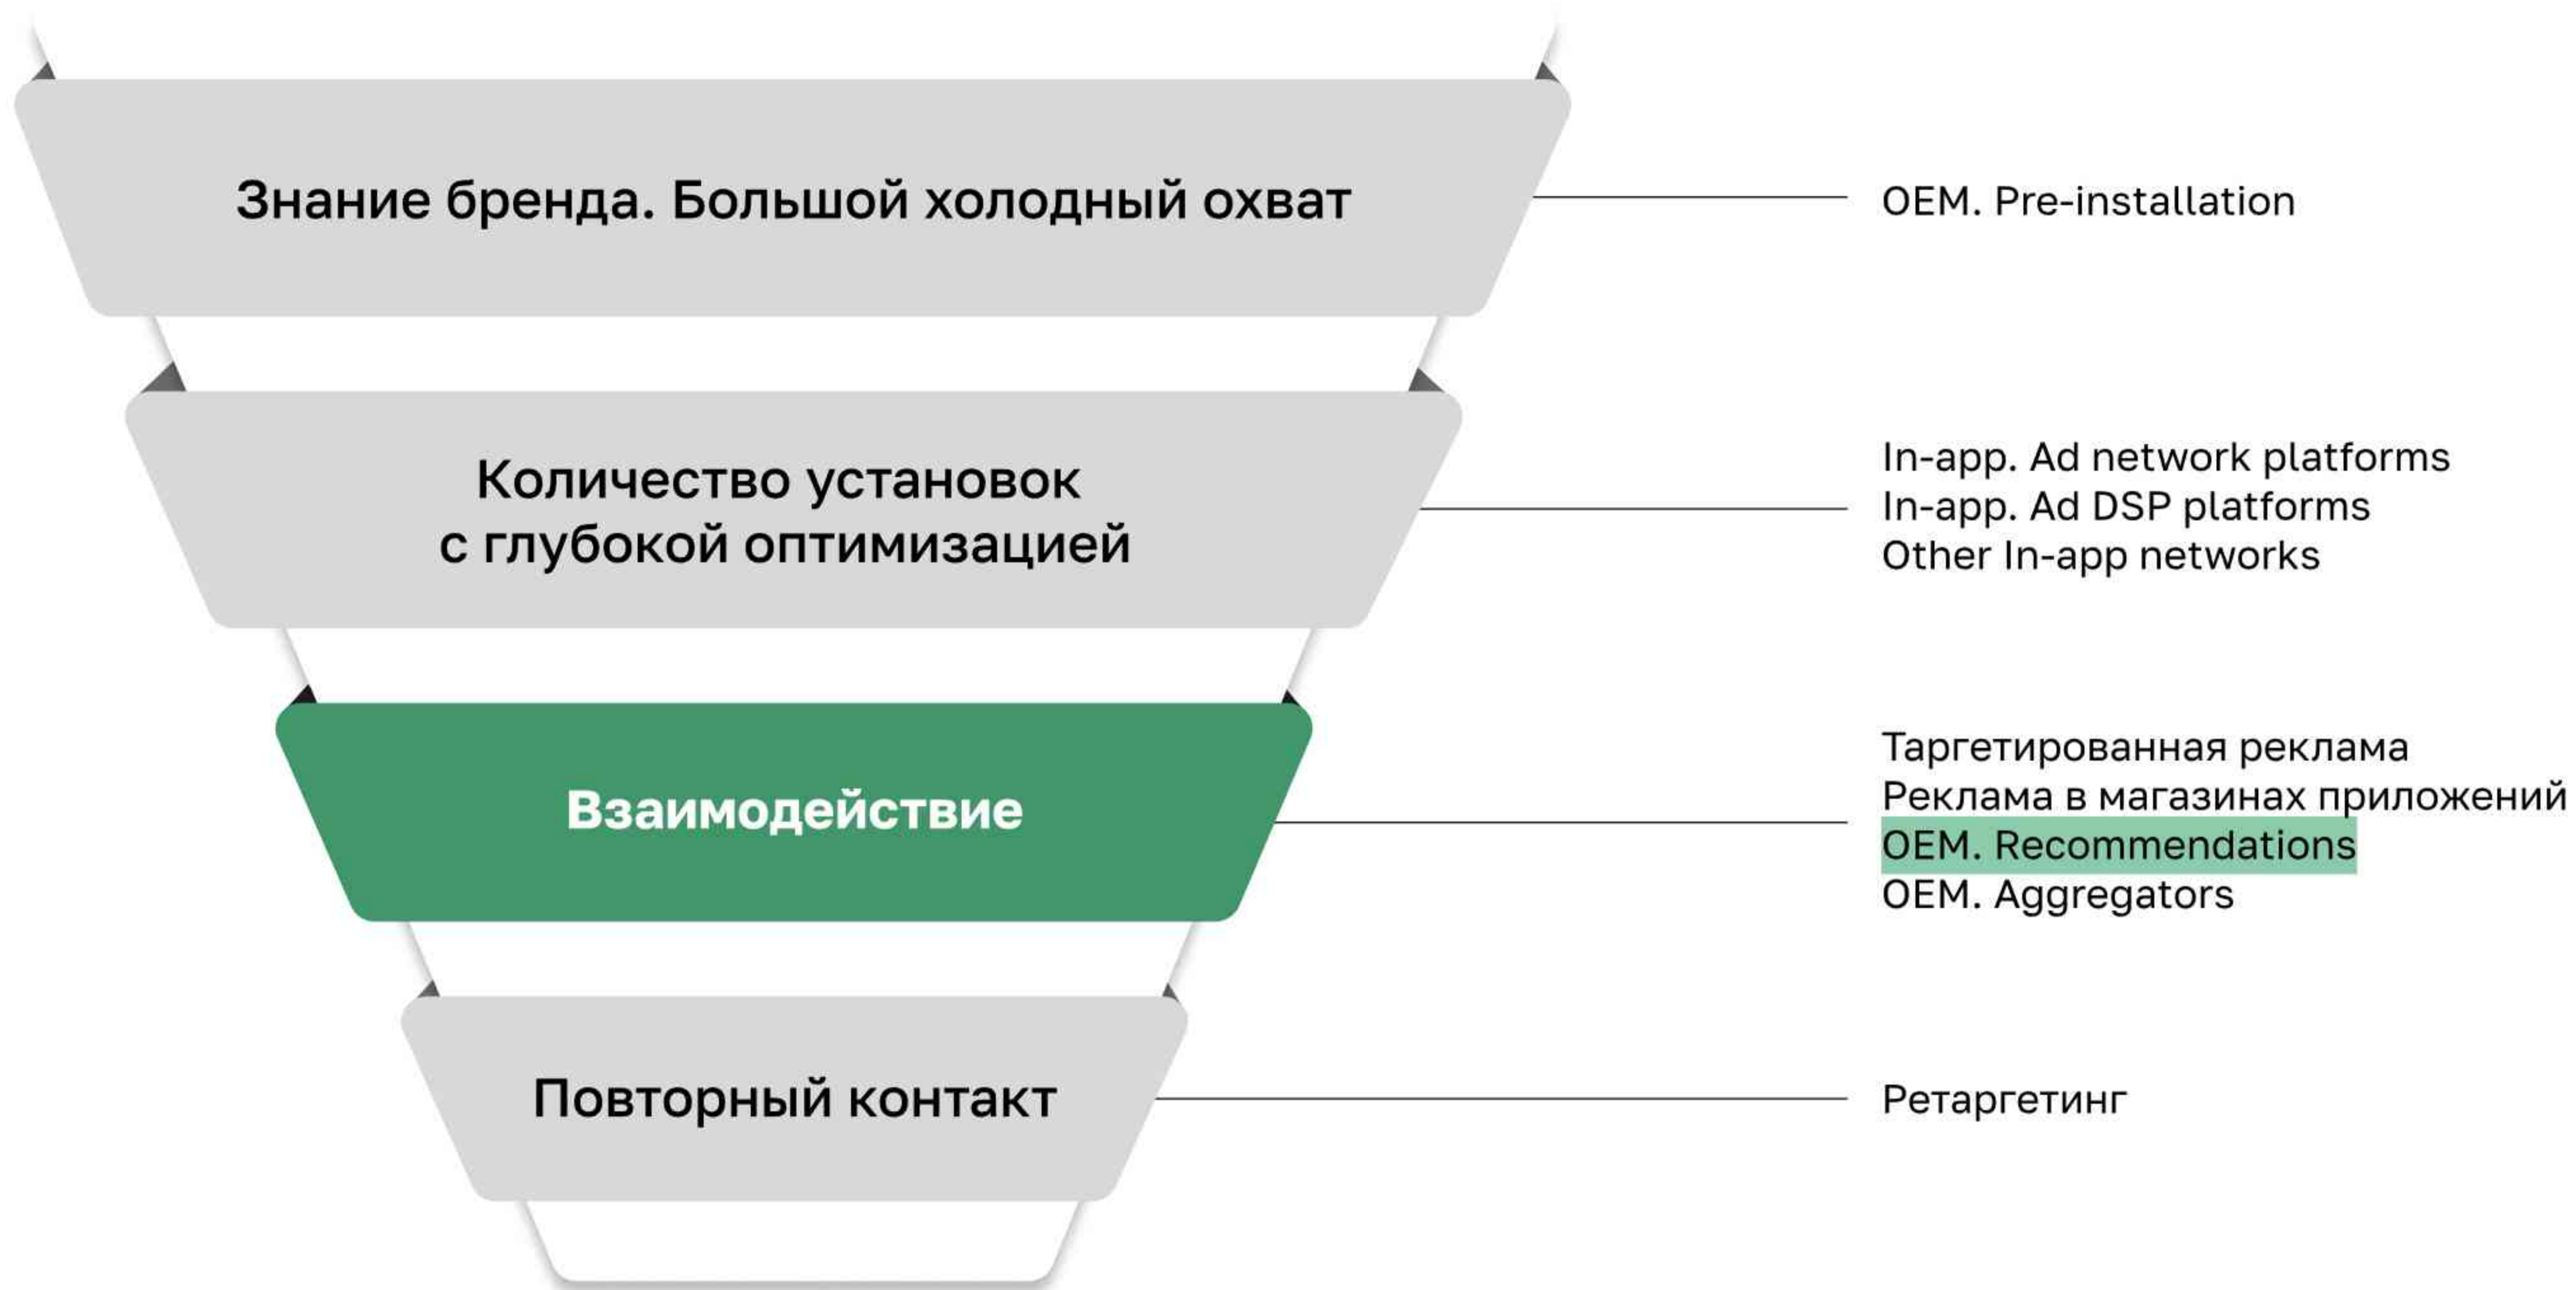 Знание бренда. Большой холодный охват
OEM. Pre-installation
Количество установок
с глубокой оптимизацией
In-app. Ad network platforms
In-app. Ad DSP platforms
Other In-app networks
Взаимодействие
Таргетированная реклама
Реклама в магазинах приложений
OEM. Recommendations
OEM. Aggregators
Повторный контакт
Ретаргетинг